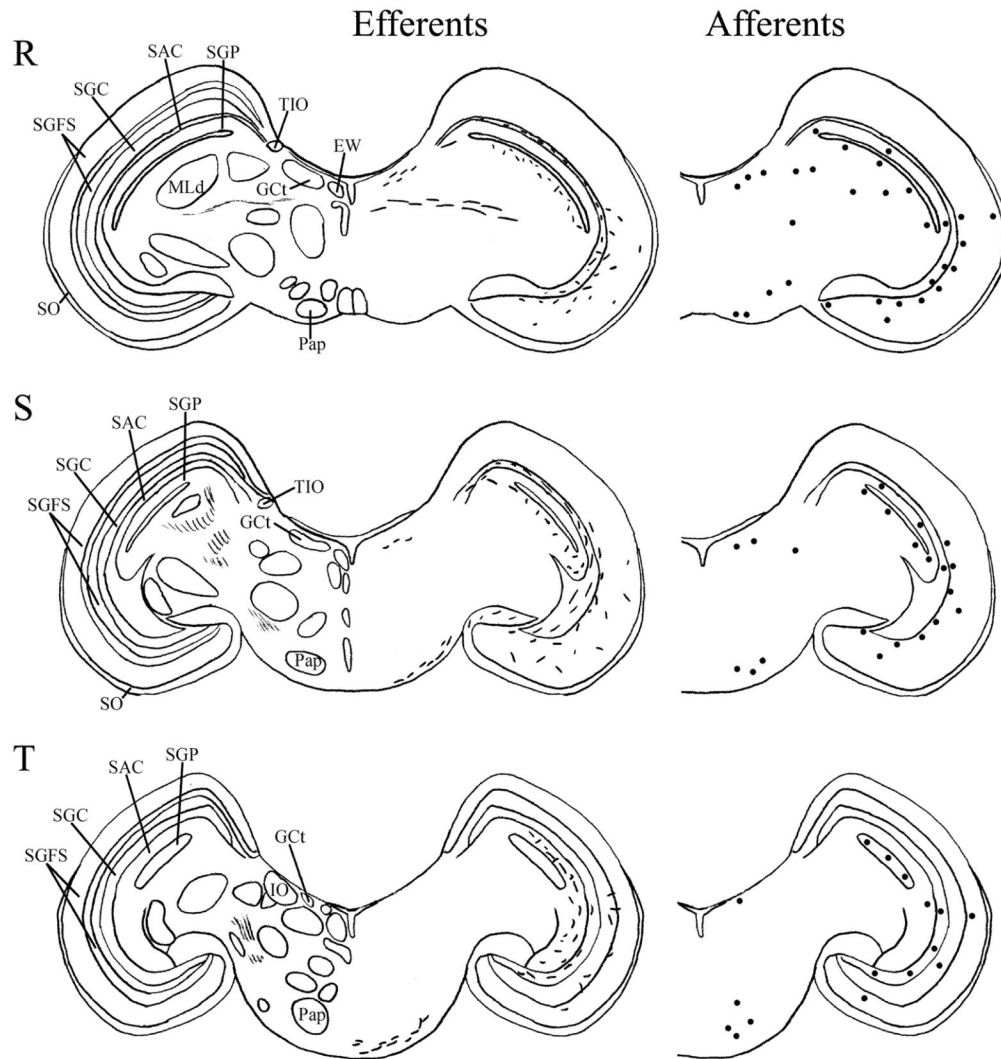 Efferents Afferents
R
SAC SGP
SGC
SGFS
TIO
EW
MLd
GCt
SO
Pap
S
SGP
SAC
SGC
SGFS
TIO
GCt
Pap
SO
T
SGP
SAC
SGC
SGFS
GCt
IO
Pap